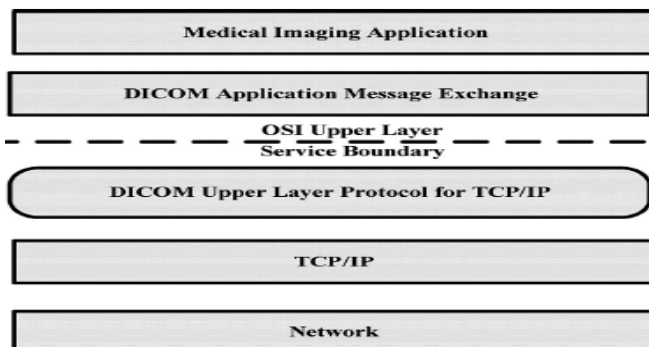 Medical Imaging Application
DICOM Application Message Exchange
OSI Upper Layer
Service Boundary
DICOM Upper Layer Protocol for TCP/IP
TCP/IP
Network